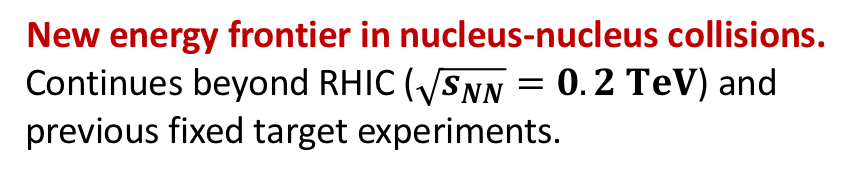 New energy frontier in nucleus-nucleus collisions.
Continues beyond RHIC (√s_NN = 0.2 TeV) and
previous fixed target experiments.